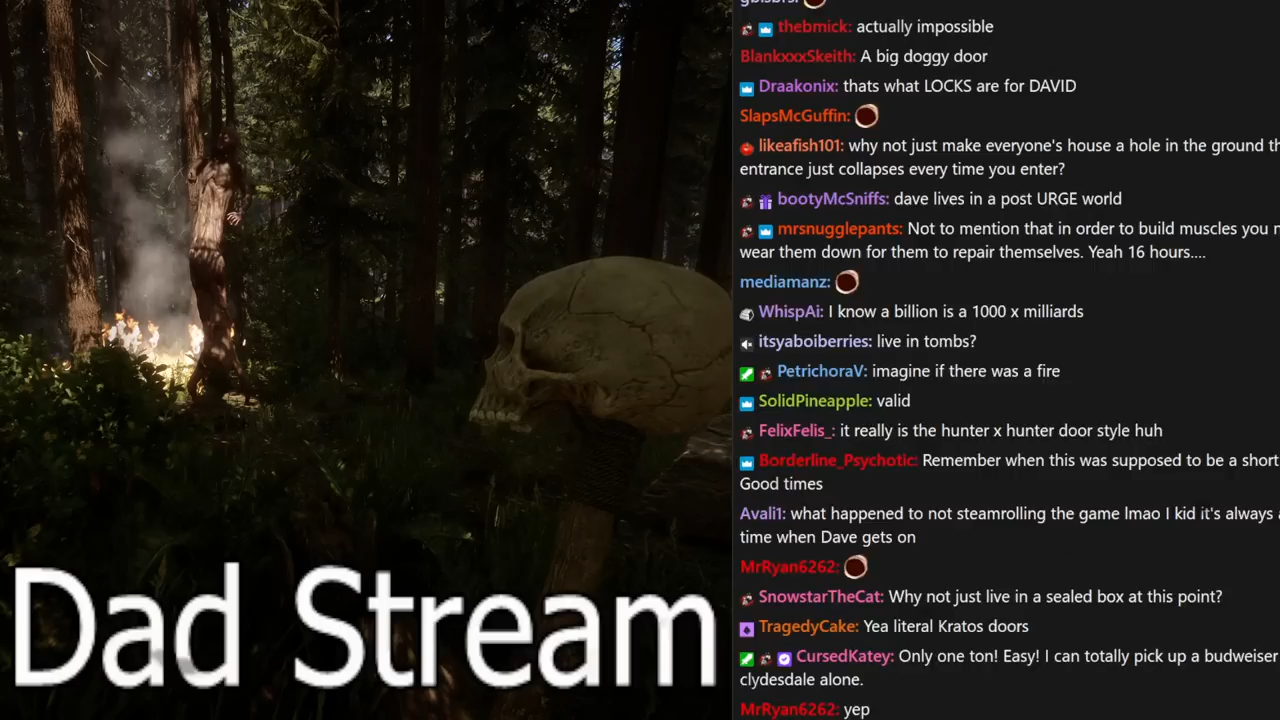 thebmick: actually impossible
BlankxxxSkeith: A big doggy door
Draakonix: thats what LOCKS are for DAVID
SlapsMcGuffin:
likeafish101: why not just make everyone's house a hole in the ground
entrance just collapses every time you enter?
bootyMcSniffs: dave lives in a post URGE world
mrsnugglepants: Not to mention that in order to build muscles you
wear them down for them to repair themselves. Yeah 16 hours....
mediamanz:
WhispAi: I know a billion is a 1000 x milliards
itsyaboiberries: live in tombs?
PetrichoraV: imagine if there was a fire
SolidPineapple: valid
FelixFelis_: it really is the hunter x hunter door style huh
Borderline_Psychotic: Remember when this was supposed to be a short
Good times
Avali1: what happened to not steamrolling the game lmao I kid it's always
time when Dave gets on
MrRyan6262:
SnowstarTheCat: Why not just live in a sealed box at this point?
TragedyCake: Yea literal Kratos doors
CursedKatey: Only one ton! Easy! I can totally pick up a budweiser
clydesdale alone.
MrRyan6262: yep
Dad Stream